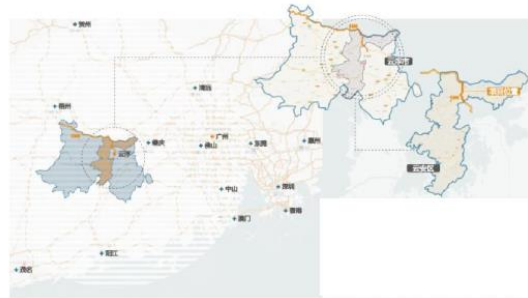 贺州
清远
云浮市
梧州
云浮
肇庆
广州
佛山
东莞
惠州
云安区
中山
深圳
澳门
香港
阳江
茂名